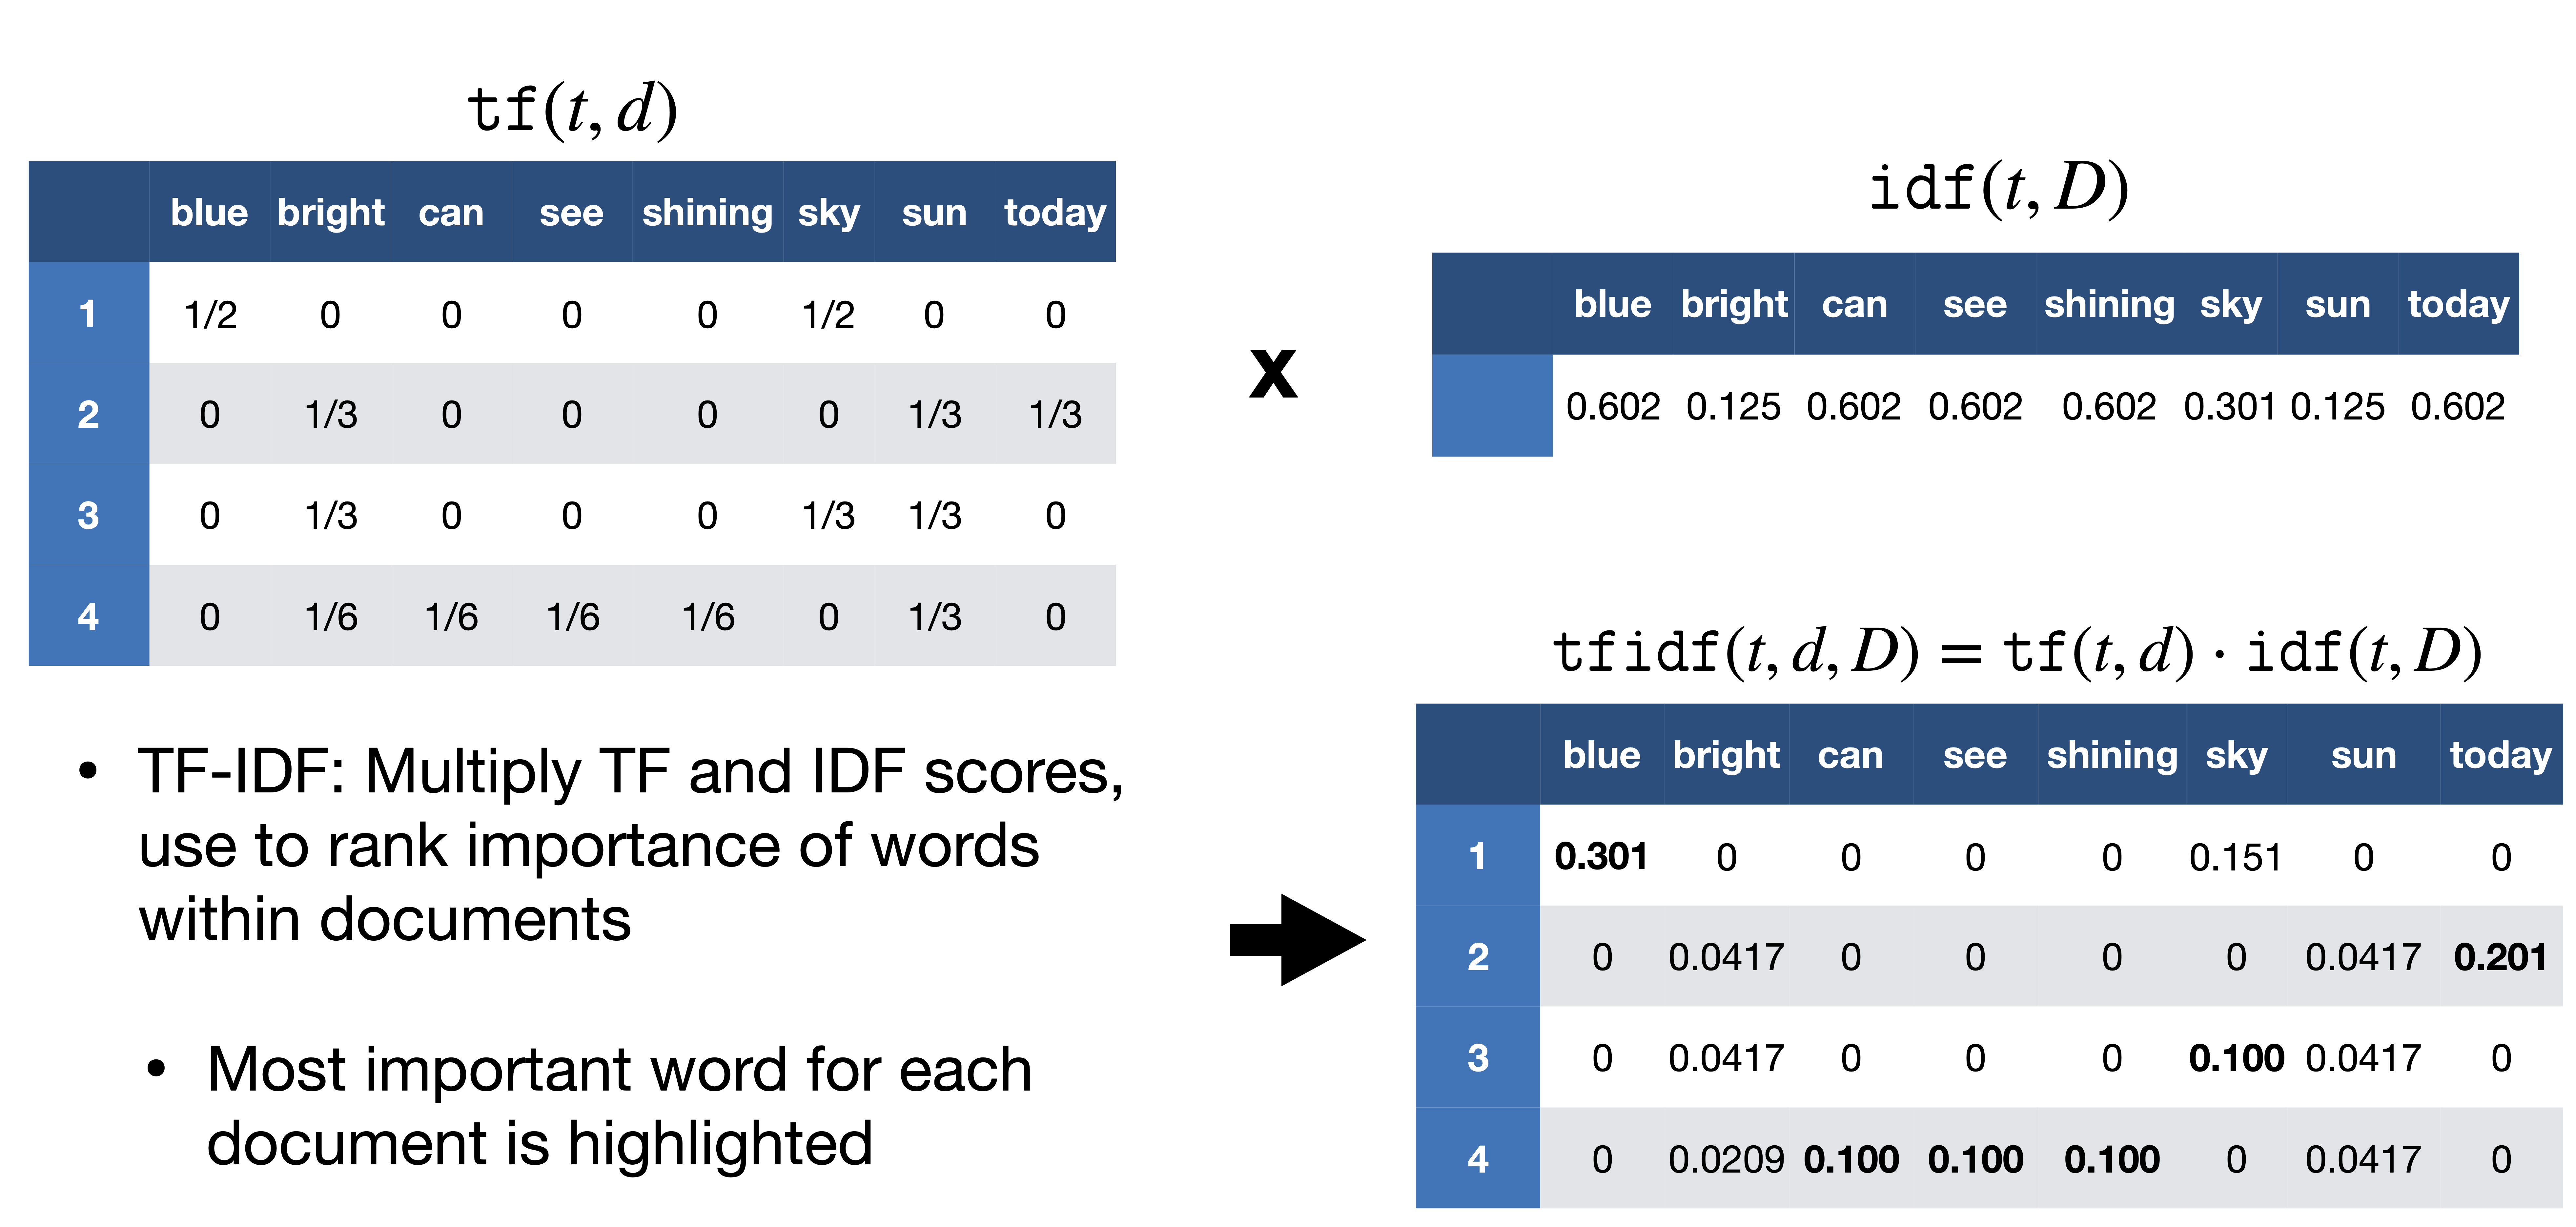 tf(t, d)
blue bright can see shining sky sun today
1 1/2 0 0 0 0 1/2 0 0
2 0 1/3 0 0 0 0 1/3 1/3
3 0 1/3 0 0 0 1/3 1/3 0
4 0 1/6 1/6 1/6 1/6 0 1/3 0
x
idf(t, D)
blue bright can see shining sky sun today
0.602 0.125 0.602 0.602 0.602 0.301 0.125 0.602
• TF-IDF: Multiply TF and IDF scores,
use to rank importance of words
within documents
• Most important word for each
document is highlighted
tfidf(t, d, D) = tf(t, d) · idf(t, D)
blue bright can see shining sky sun today
1 0.301 0 0 0 0 0.151 0 0
2 0 0.0417 0 0 0 0 0.0417 0.201
3 0 0.0417 0 0 0 0.100 0.0417 0
4 0 0.0209 0.100 0.100 0.100 0 0.0417 0